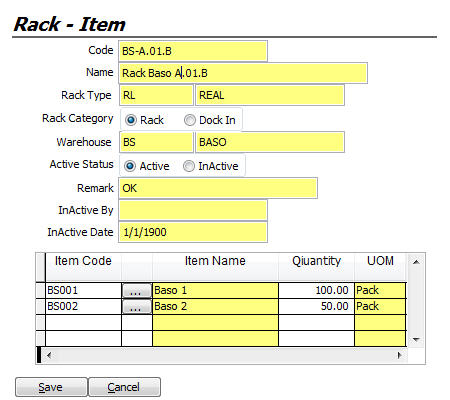 Rack - Item
Code BS-A.01.B
Name Rack Baso A.01.B
Rack Type RL REAL
Rack Category Rack Dock In
Warehouse BS BASO
Active Status Active InActive
Remark OK
InActive By
InActive Date 1/1/1900
Item Code Item Name Qiuantity UOM
BS001 ... Baso 1 100.00 Pack
BS002 ... Baso 2 50.00 Pack
Save Cancel